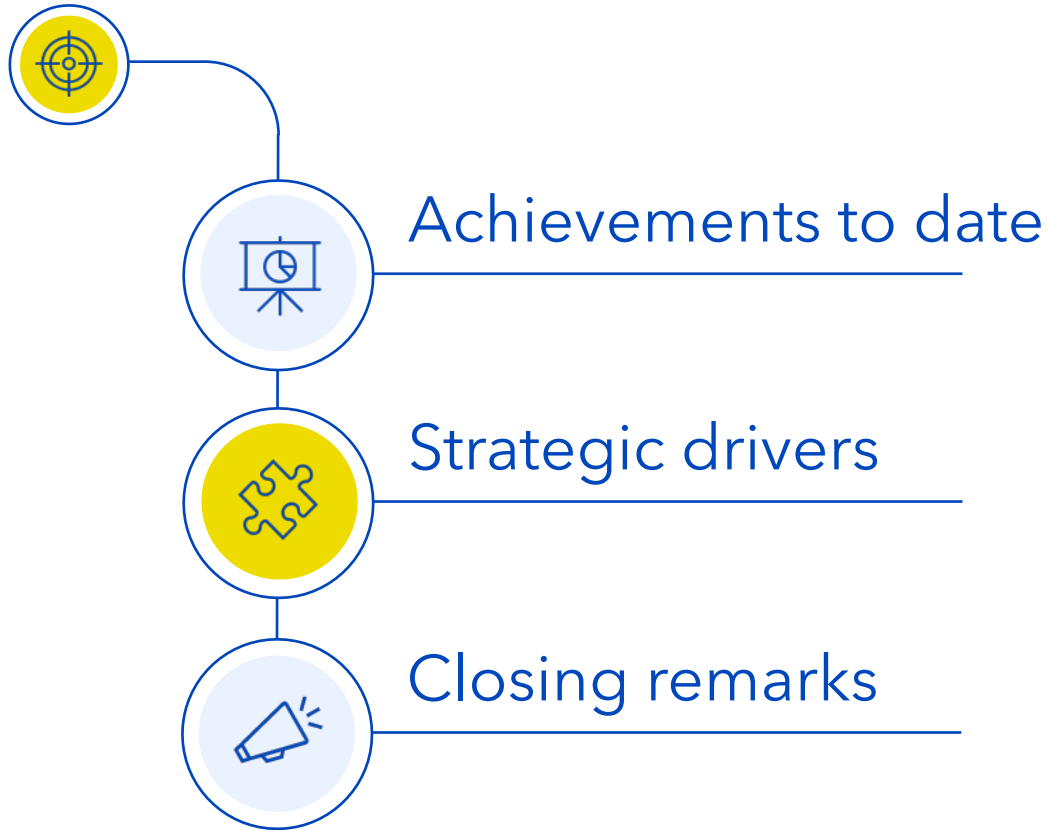 Achievements to date
Strategic drivers
Closing remarks